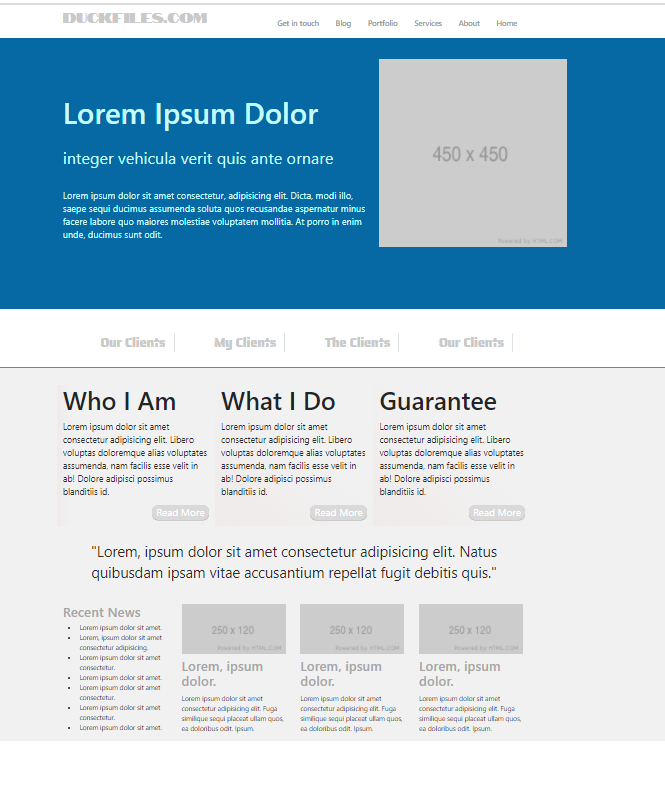 DUCKFILES.COM
Get in touch Blog Portfolio Services About Home
Lorem Ipsum Dolor
integer vehicula verit quis ante ornare
Lorem ipsum dolor sit amet consectetur, adipisicing elit. Dicta, modi illo,
saepe sequi ducimus assumenda soluta quos recusandae aspernatur minus
facere labore quo maiores molestiae voluptatem mollitia. At porro in enim
unde, ducimus sunt odit.
450 x 450
Powered by HTML.COM
Our Clients My Clients The Clients Our Clients
Who I Am
Lorem ipsum dolor sit amet
consectetur adipisicing elit. Libero
voluptas doloremque alias voluptates
assumenda, nam facilis esse velit in
ab! Dolore adipisci possimus
blanditiis id.
Read More
What I Do
Lorem ipsum dolor sit amet
consectetur adipisicing elit. Libero
voluptas doloremque alias voluptates
assumenda, nam facilis esse velit in
ab! Dolore adipisci possimus
blanditiis id.
Read More
Guarantee
Lorem ipsum dolor sit amet
consectetur adipisicing elit. Libero
voluptas doloremque alias voluptates
assumenda, nam facilis esse velit in
ab! Dolore adipisci possimus
blanditiis id.
Read More
"Lorem, ipsum dolor sit amet consectetur adipisicing elit. Natus
quibusdam ipsam vitae accusantium repellat fugit debitis quis."
Recent News
Lorem ipsum dolor sit amet.
Lorem, ipsum dolor sit amet
consectetur adipisicing.
Lorem ipsum dolor sit amet
consectetur.
Lorem ipsum dolor sit amet.
Lorem ipsum dolor sit amet
consectetur.
Lorem ipsum dolor sit amet
consectetur.
Lorem ipsum dolor sit amet.
250 x 120
Powered by HTML.COM
Lorem, ipsum
dolor.
Lorem ipsum dolor sit amet
consectetur adipisicing elit. Fuga
similique sequi placeat ullam quos,
ea doloribus odit. Ipsum.
250 x 120
Powered by HTML.COM
Lorem, ipsum
dolor.
Lorem ipsum dolor sit amet
consectetur adipisicing elit. Fuga
similique sequi placeat ullam quos,
ea doloribus odit. Ipsum.
250 x 120
Powered by HTML.COM
Lorem, ipsum
dolor.
Lorem ipsum dolor sit amet
consectetur adipisicing elit. Fuga
similique sequi placeat ullam quos,
ea doloribus odit. Ipsum.